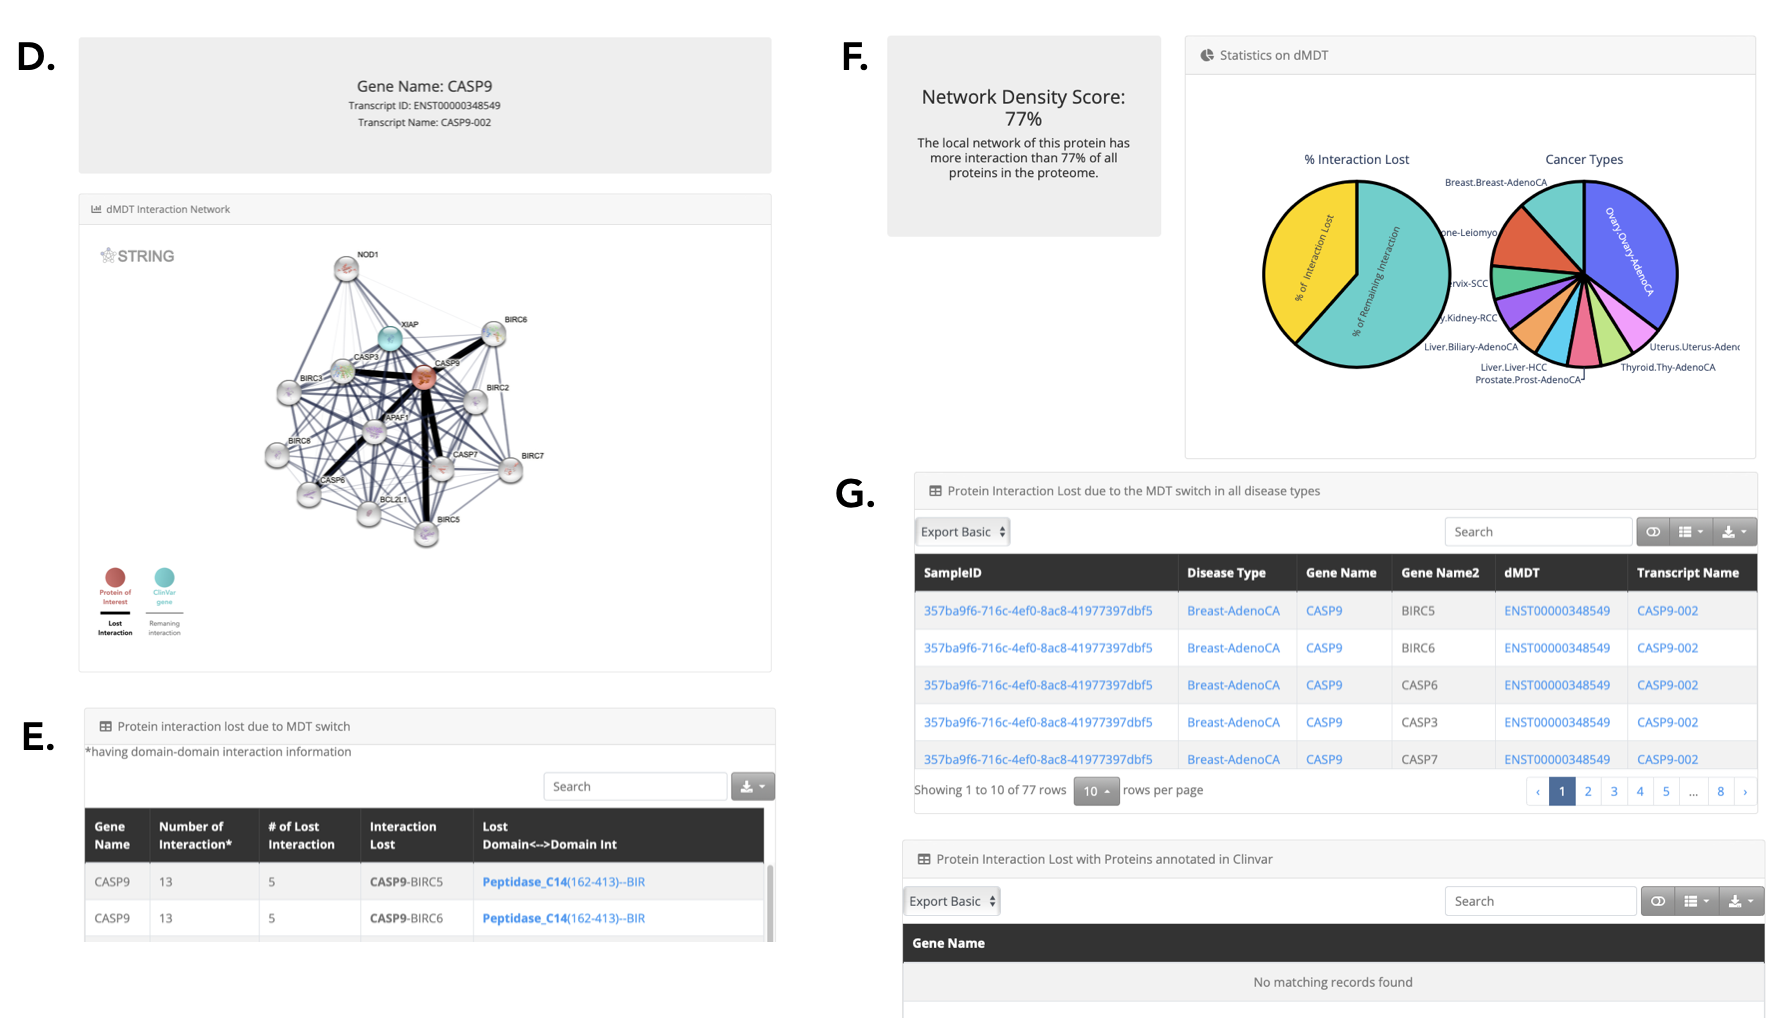 D.
Gene Name: CASP9
Transcript ID: ENST00000348549
Transcript Name: CASP9-002
dMDT Interaction Network
STRING
NOD1
XIAP
BIRC6
CASP3
CASP9
BIRC3
BIRC2
APAF1
BIRC8
CASP7
BIRC7
CASP6
BCL2L1
BIRC5
Protein of
Interest
ClinVar
gene
Lost
Interaction
Remaning
interaction
E.
Protein interaction lost due to MDT switch
*having domain-domain interaction information
Search
Gene
Name
Number of
Interaction*
# of Lost
Interaction
Interaction
Lost
Lost
Domain<-->Domain Int
CASP9 13 5 CASP9-BIRC5 Peptidase_C14(162-413)--BIR
CASP9 13 5 CASP9-BIRC6 Peptidase_C14(162-413)--BIR
F.
Network Density Score:
77%
The local network of this protein has
more interaction than 77% of all
proteins in the proteome.
Statistics on dMDT
% Interaction Lost
% of Interaction Lost
% of Remaining Interaction
Cancer Types
Breast.Breast-AdenoCA
Ovary.Ovary-AdenoCA
one-Leiomyo
ervix-SCC
y.Kidney-RCC
Liver.Biliary-AdenoCA
Liver.Liver-HCC
Prostate.Prost-AdenoCA
Thyroid.Thy-AdenoCA
Uterus.Uterus-Aden
G.
Protein Interaction Lost due to the MDT switch in all disease types
Export Basic
Search
SampleID Disease Type Gene Name Gene Name2 dMDT Transcript Name
357ba9f6-716c-4ef0-8ac8-41977397dbf5 Breast-AdenoCA CASP9 BIRC5 ENST00000348549 CASP9-002
357ba9f6-716c-4ef0-8ac8-41977397dbf5 Breast-AdenoCA CASP9 BIRC6 ENST00000348549 CASP9-002
357ba9f6-716c-4ef0-8ac8-41977397dbf5 Breast-AdenoCA CASP9 CASP6 ENST00000348549 CASP9-002
357ba9f6-716c-4ef0-8ac8-41977397dbf5 Breast-AdenoCA CASP9 CASP3 ENST00000348549 CASP9-002
357ba9f6-716c-4ef0-8ac8-41977397dbf5 Breast-AdenoCA CASP9 CASP7 ENST00000348549 CASP9-002
Showing 1 to 10 of 77 rows 10 rows per page
‹ 1 2 3 4 5 ... 8 ›
Protein Interaction Lost with Proteins annotated in Clinvar
Export Basic
Search
Gene Name
No matching records found